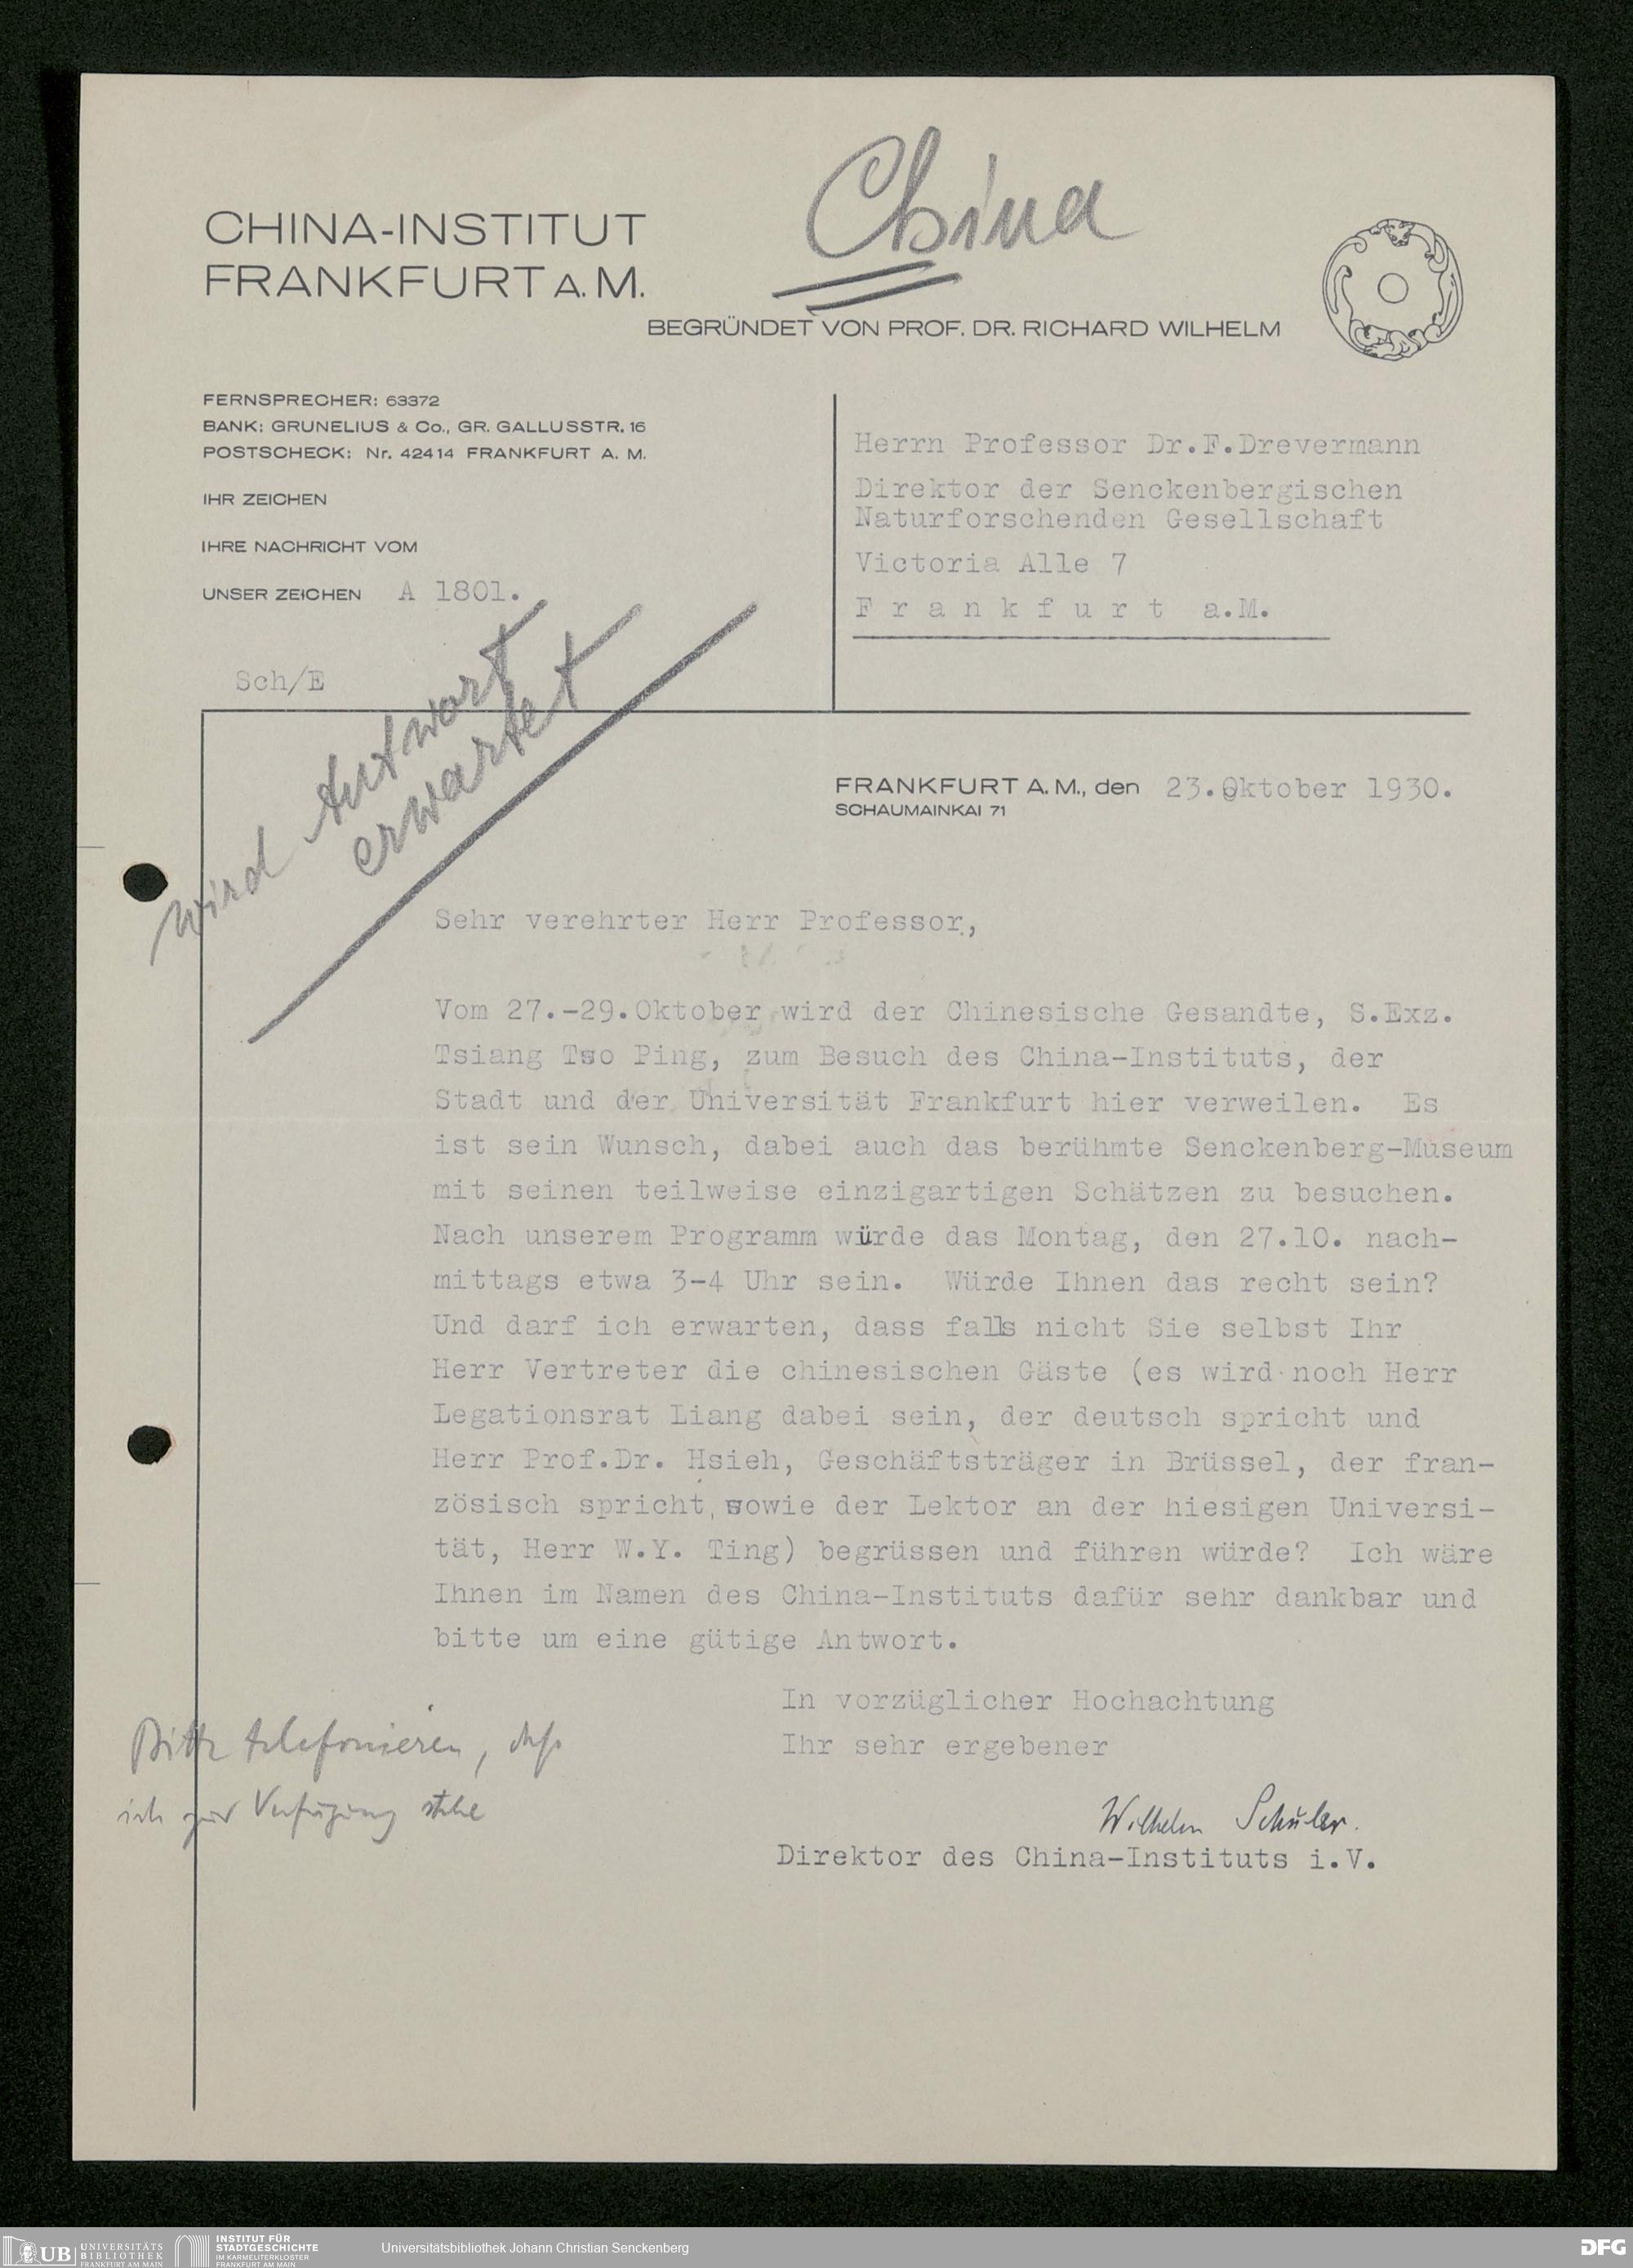 China
CHINA-INSTITUT
FRANKFURT A. M.
BEGRÜNDET VON PROF. DR. RICHARD WILHELM
FERNSPRECHER: 63372
BANK: GRUNELIUS & Co., GR. GALLUSSTR. 16
POSTSCHECK: Nr. 42414 FRANKFURT A. M.
IHR ZEICHEN
IHRE NACHRICHT VOM
UNSER ZEICHEN A 1801.
Sch/E
Herrn Professor Dr.F.Drevermann
Direktor der Senckenbergischen
Naturforschenden Gesellschaft
Victoria Alle 7
F r a n k f u r t a.M.
wird Antwort
erwartet
FRANKFURT A. M., den 23.Oktober 1930.
SCHAUMAINKAI 71
Sehr verehrter Herr Professor,
Vom 27.-29.Oktober wird der Chinesische Gesandte, S.Exz.
Tsiang Tso Ping, zum Besuch des China-Instituts, der
Stadt und der Universität Frankfurt hier verweilen. Es
ist sein Wunsch, dabei auch das berühmte Senckenberg-Museum
mit seinen teilweise einzigartigen Schätzen zu besuchen.
Nach unserem Programm würde das Montag, den 27.10. nach-
mittags etwa 3-4 Uhr sein. Würde Ihnen das recht sein?
Und darf ich erwarten, dass falls nicht Sie selbst Ihr
Herr Vertreter die chinesischen Gäste (es wird noch Herr
Legationsrat Liang dabei sein, der deutsch spricht und
Herr Prof.Dr. Hsieh, Geschäftsträger in Brüssel, der fran-
zösisch spricht, sowie der Lektor an der hiesigen Universi-
tät, Herr W.Y. Ting) begrüssen und führen würde? Ich wäre
Ihnen im Namen des China-Instituts dafür sehr dankbar und
bitte um eine gütige Antwort.
In vorzüglicher Hochachtung
Ihr sehr ergebener
Wilhelm Schüler.
Direktor des China-Instituts i.V.
Bitte telefonieren, daß
ich zur Verfügung stehe
UB UNIVERSITÄTS
BIBLIOTHEK
FRANKFURT AM MAIN
INSTITUT FÜR
STADTGESCHICHTE
IM KARMELITERKLOSTER
FRANKFURT AM MAIN
Universitätsbibliothek Johann Christian Senckenberg
DFG